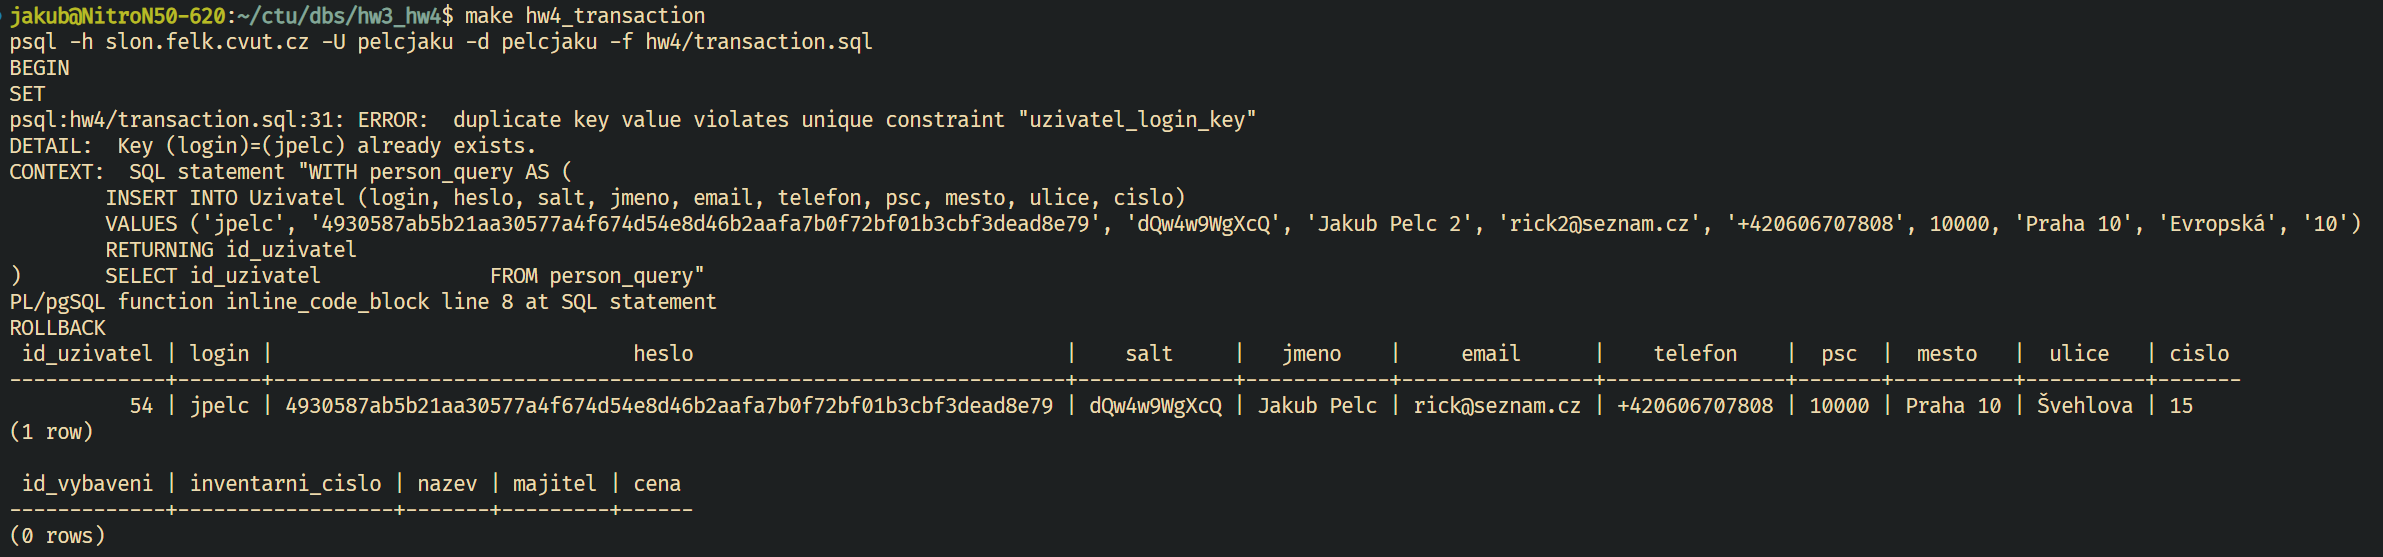 jakub@NitroN50-620:~/ctu/dbs/hw3_hw4$ make hw4_transaction
psql -h slon.felk.cvut.cz -U pelcjaku -d pelcjaku -f hw4/transaction.sql
BEGIN
SET
psql:hw4/transaction.sql:31: ERROR:  duplicate key value violates unique constraint "uzivatel_login_key"
DETAIL:  Key (login)=(jpelc) already exists.
CONTEXT:  SQL statement "WITH person_query AS (
        INSERT INTO Uzivatel (login, heslo, salt, jmeno, email, telefon, psc, mesto, ulice, cislo)
        VALUES ('jpelc', '4930587ab5b21aa30577a4f674d54e8d46b2aafa7b0f72bf01b3cbf3dead8e79', 'dQw4w9WgXcQ', 'Jakub Pelc 2', 'rick2@seznam.cz', '+420606707808', 10000, 'Praha 10', 'Evropská', '10')
        RETURNING id_uzivatel
)       SELECT id_uzivatel              FROM person_query"
PL/pgSQL function inline_code_block line 8 at SQL statement
ROLLBACK
 id_uzivatel | login |                              heslo                               |    salt     |   jmeno    |     email      |    telefon    |  psc  |  mesto   |  ulice   | cislo
-------------+-------+------------------------------------------------------------------+-------------+------------+----------------+---------------+-------+----------+----------+-------
          54 | jpelc | 4930587ab5b21aa30577a4f674d54e8d46b2aafa7b0f72bf01b3cbf3dead8e79 | dQw4w9WgXcQ | Jakub Pelc | rick@seznam.cz | +420606707808 | 10000 | Praha 10 | Švehlova | 15
(1 row)

 id_vybaveni | inventarni_cislo | nazev | majitel | cena
-------------+------------------+-------+---------+------
(0 rows)